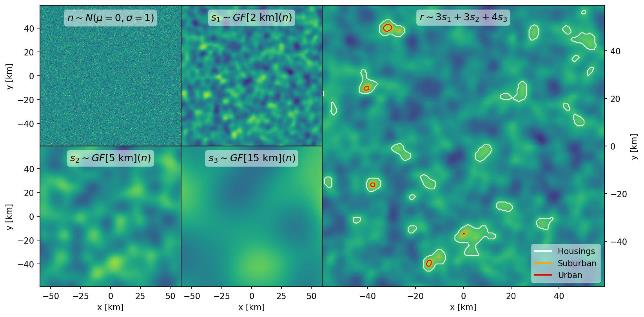 n ~ N(μ = 0, σ = 1)
s₁ ~ GF[2 km](n)
r ~ 3s₁ + 3s₂ + 4s₃
y [km]
40
20
0
−20
−40
s₂ ~ GF[5 km](n)
s₃ ~ GF[15 km](n)
y [km]
40
20
0
−20
−40
40
20
0
−20
−40
y [km]
Housings
Suburban
Urban
−50
−25
0
25
50
x [km]
−50
−25
0
25
50
x [km]
−40
−20
0
20
40
x [km]